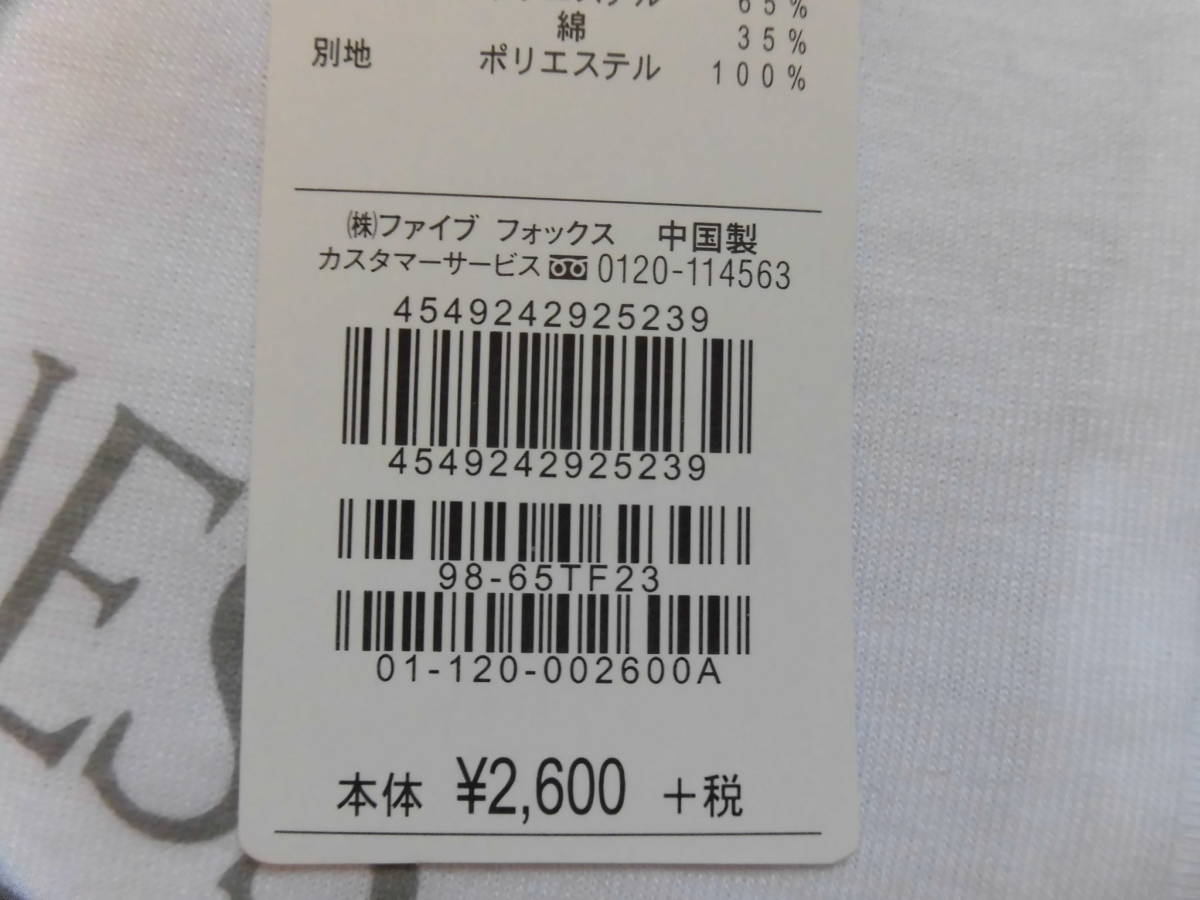 65%
綿 35%
別地 ポリエステル 100%
㈱ファイブ フォックス 中国製
カスタマーサービス 0120-114563
4549242925239
4549242925239
98-65TF23
01-120-002600A
本体 ¥2,600 +税